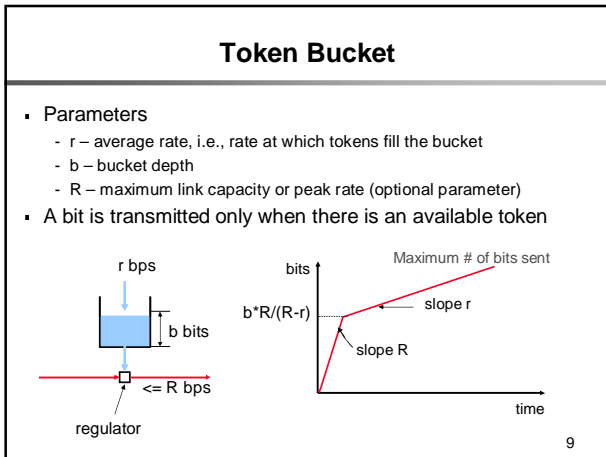 Token Bucket
▪ Parameters
- r – average rate, i.e., rate at which tokens fill the bucket
- b – bucket depth
- R – maximum link capacity or peak rate (optional parameter)
▪ A bit is transmitted only when there is an available token
r bps
b bits
<= R bps
regulator
bits
Maximum # of bits sent
b*R/(R-r)
slope r
slope R
time
9